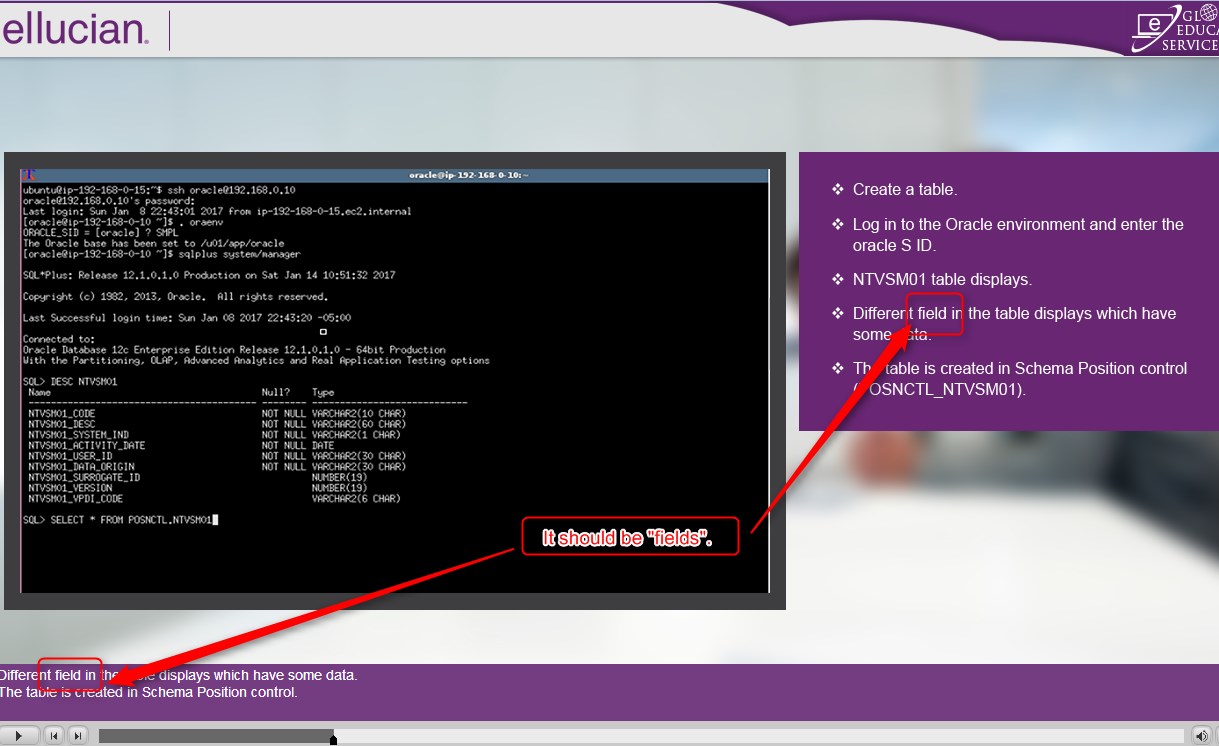 ellucian.
e
GL
EDUCA
SERVICE
oracle@ip-192-168-0-10:~
ubuntu@ip-192-168-0-15:~$ ssh oracle@192.168.0.10
oracle@192.168.0.10's password:
Last login: Sun Jan  8 22:43:01 2017 from ip-192-168-0-15.ec2.internal
[oracle@ip-192-168-0-10 ~]$ . oraenv
ORACLE_SID = [oracle] ? SMPL
The Oracle base has been set to /u01/app/oracle
[oracle@ip-192-168-0-10 ~]$ sqlplus system/manager
SQL*Plus: Release 12.1.0.1.0 Production on Sat Jan 14 10:51:32 2017
Copyright (c) 1982, 2013, Oracle.  All rights reserved.
Last Successful login time: Sun Jan 08 2017 22:43:20 -05:00
Connected to:
Oracle Database 12c Enterprise Edition Release 12.1.0.1.0 - 64bit Production
With the Partitioning, OLAP, Advanced Analytics and Real Application Testing options
SQL> DESC NTVSM01
Name Null? Type
NTVSM01_CODE NOT NULL VARCHAR2(10 CHAR)
NTVSM01_DESC NOT NULL VARCHAR2(60 CHAR)
NTVSM01_SYSTEM_IND NOT NULL VARCHAR2(1 CHAR)
NTVSM01_ACTIVITY_DATE NOT NULL DATE
NTVSM01_USER_ID NOT NULL VARCHAR2(30 CHAR)
NTVSM01_DATA_ORIGIN NOT NULL VARCHAR2(30 CHAR)
NTVSM01_SURROGATE_ID NUMBER(19)
NTVSM01_VERSION NUMBER(19)
NTVSM01_VPDI_CODE VARCHAR2(6 CHAR)
SQL> SELECT * FROM POSNCTL.NTVSM01
❖ Create a table.
❖ Log in to the Oracle environment and enter the
oracle S ID.
❖ NTVSM01 table displays.
❖ Different field in the table displays which have
some data.
❖ The table is created in Schema Position control
(POSNCTL_NTVSM01).
It should be "fields".
Different field in the table displays which have some data.
The table is created in Schema Position control.